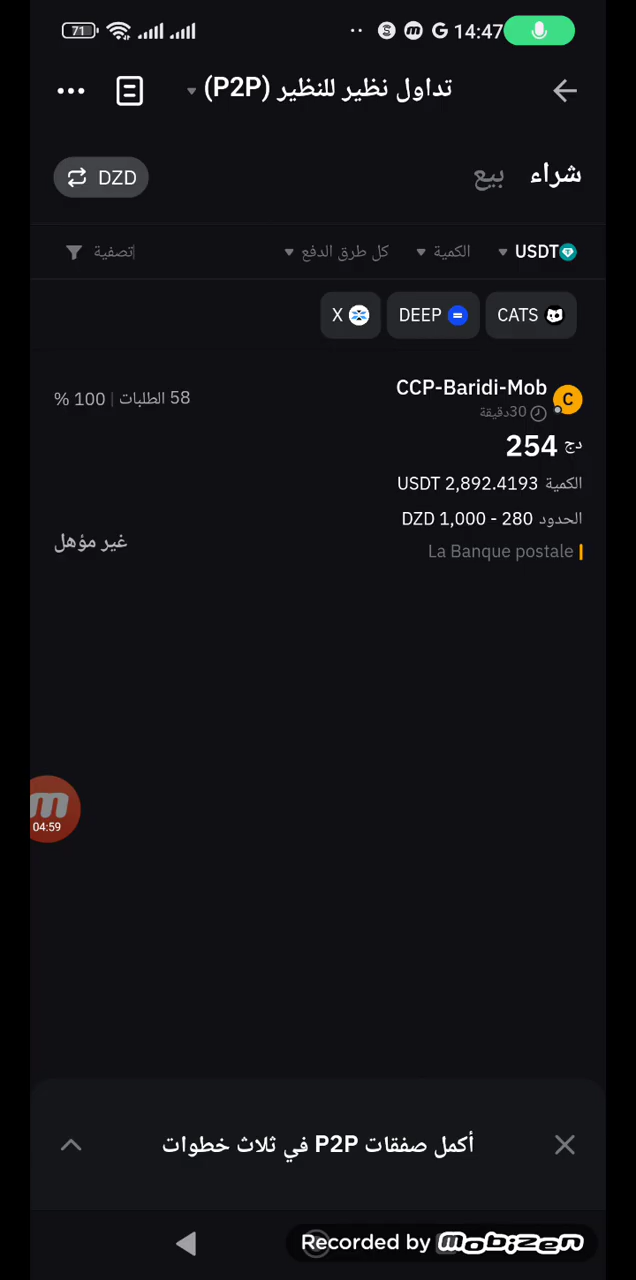 71 14:47
تداول نظير للنظير (P2P)
شراء بيع DZD
USDT الكمية كل طرق الدفع تصفية
CATS DEEP X
CCP-Baridi-Mob
C
58 الطلبات | 100 %
30دقيقة
دج 254
الكمية 2,892.4193 USDT
الحدود 280 - 1,000 DZD
غير مؤهل
La Banque postale
04:59
أكمل صفقات P2P في ثلاث خطوات
Recorded by mobizen